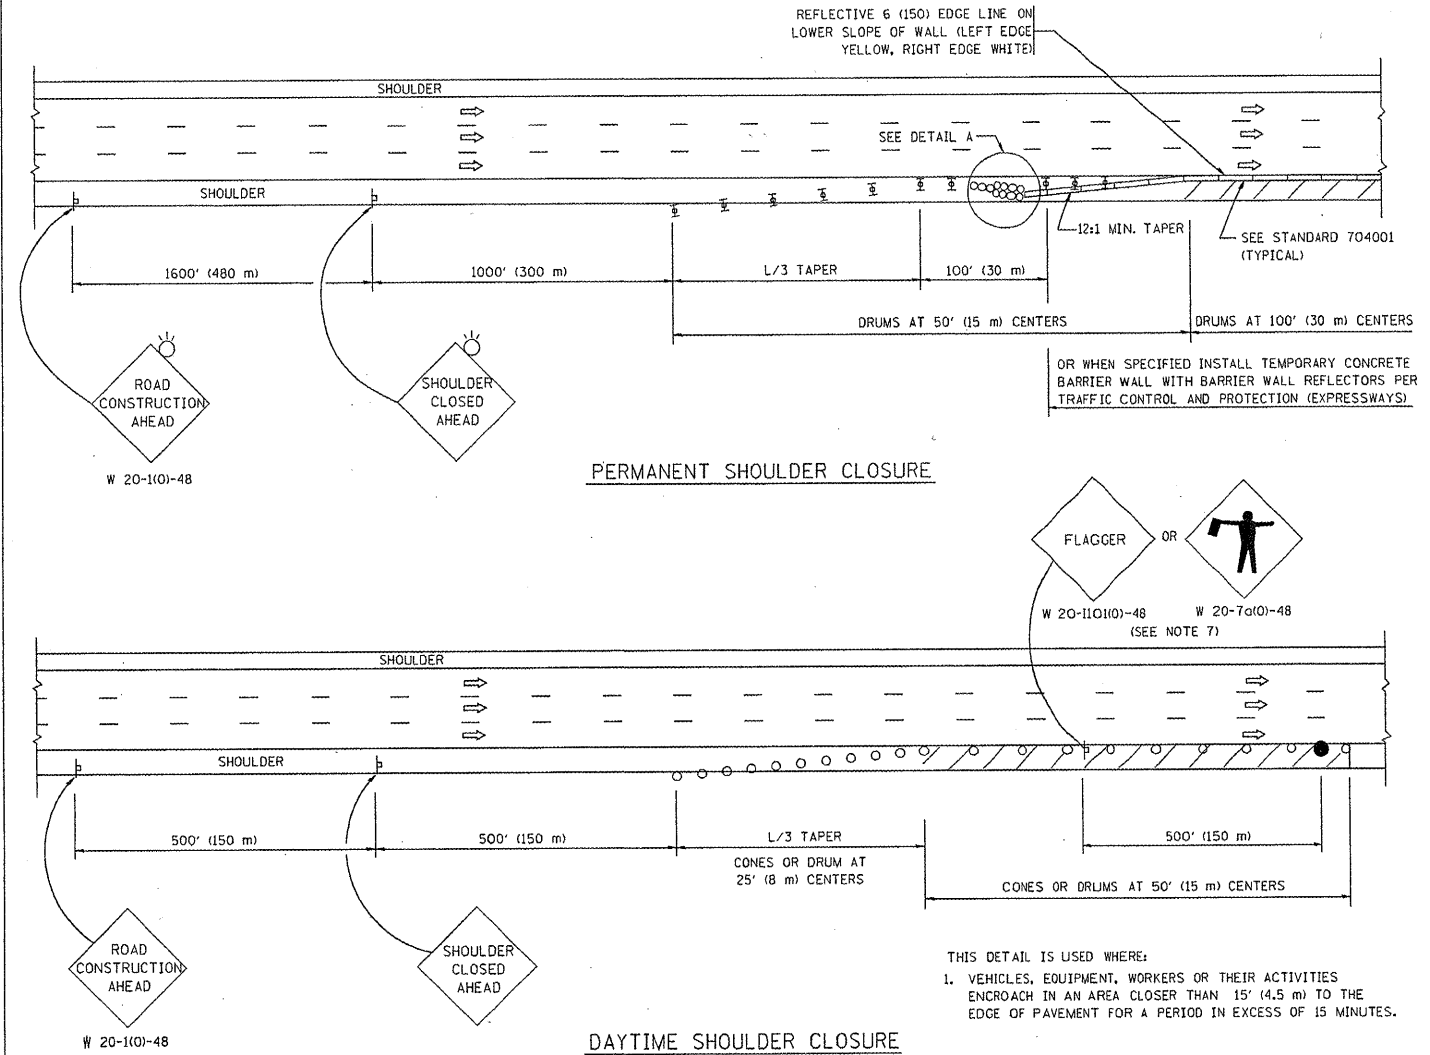 REFLECTIVE 6 (150) EDGE LINE ON
LOWER SLOPE OF WALL (LEFT EDGE
YELLOW, RIGHT EDGE WHITE)
SHOULDER
SEE DETAIL A
SHOULDER
12:1 MIN. TAPER
SEE STANDARD 704001
(TYPICAL)
1600' (480 m)
1000' (300 m)
L/3 TAPER
100' (30 m)
DRUMS AT 50' (15 m) CENTERS
DRUMS AT 100' (30 m) CENTERS
OR WHEN SPECIFIED INSTALL TEMPORARY CONCRETE
BARRIER WALL WITH BARRIER WALL REFLECTORS PER
TRAFFIC CONTROL AND PROTECTION (EXPRESSWAYS)
ROAD
CONSTRUCTION
AHEAD
W 20-1(O)-48
SHOULDER
CLOSED
AHEAD
PERMANENT SHOULDER CLOSURE
FLAGGER
OR
W 20-I101(O)-48
W 20-7a(O)-48
(SEE NOTE 7)
SHOULDER
SHOULDER
500' (150 m)
500' (150 m)
L/3 TAPER
CONES OR DRUM AT
25' (8 m) CENTERS
500' (150 m)
CONES OR DRUMS AT 50' (15 m) CENTERS
ROAD
CONSTRUCTION
AHEAD
W 20-1(O)-48
SHOULDER
CLOSED
AHEAD
THIS DETAIL IS USED WHERE:
1. VEHICLES, EQUIPMENT, WORKERS OR THEIR ACTIVITIES
ENCROACH IN AN AREA CLOSER THAN 15' (4.5 m) TO THE
EDGE OF PAVEMENT FOR A PERIOD IN EXCESS OF 15 MINUTES.
DAYTIME SHOULDER CLOSURE